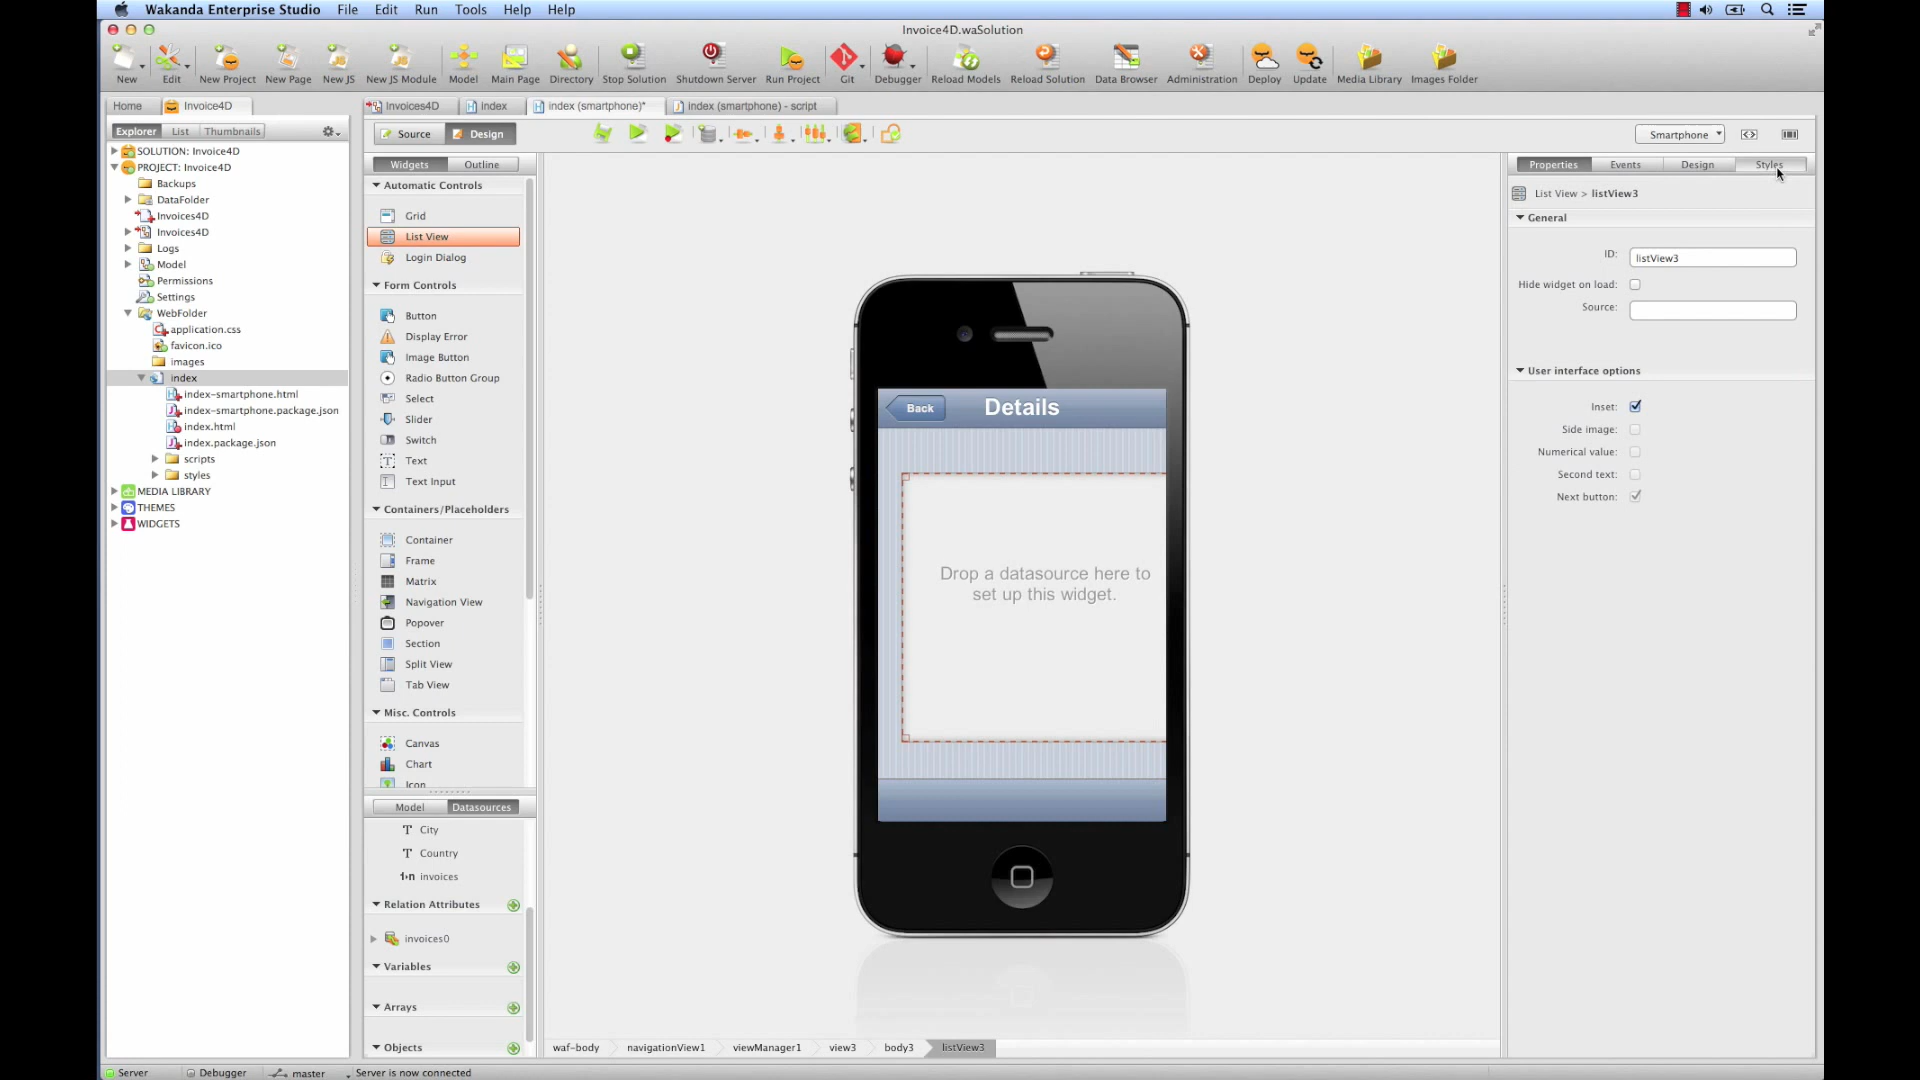 Wakanda Enterprise Studio File Edit Run Tools Help Help
Invoice4D.waSolution
New Edit New Project New Page New JS New JS Module Model Main Page Directory Stop Solution Shutdown Server Run Project Git Debugger Reload Models Reload Solution Data Browser Administration Deploy Update Media Library Images Folder
Home Invoice4D Invoices4D index index (smartphone)* index (smartphone) - script
Explorer List Thumbnails
SOLUTION: Invoice4D
PROJECT: Invoice4D
Backups
DataFolder
Invoices4D
Invoices4D
Logs
Model
Permissions
Settings
WebFolder
application.css
favicon.ico
images
index
index-smartphone.html
index-smartphone.package.json
index.html
index.package.json
scripts
styles
MEDIA LIBRARY
THEMES
WIDGETS
Source Design Smartphone
Widgets Outline
Automatic Controls
Grid
List View
Login Dialog
Form Controls
Button
Display Error
Image Button
Radio Button Group
Select
Slider
Switch
Text
Text Input
Containers/Placeholders
Container
Frame
Matrix
Navigation View
Popover
Section
Split View
Tab View
Misc. Controls
Canvas
Chart
Icon
Model Datasources
City
Country
invoices
Relation Attributes
invoices0
Variables
Arrays
Objects
Back Details
Drop a datasource here to
set up this widget.
waf-body navigationView1 viewManager1 view3 body3 listView3
Properties Events Design Styles
List View > listView3
General
ID: listView3
Hide widget on load:
Source:
User interface options
Inset:
Side image:
Numerical value:
Second text:
Next button:
Server Debugger master Server is now connected